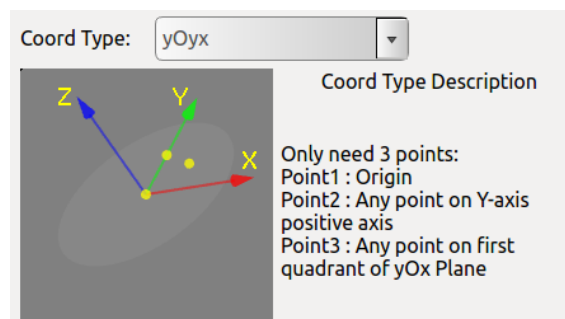 Coord Type: yOyx
Coord Type Description
Z
Y
X
Only need 3 points:
Point1 : Origin
Point2 : Any point on Y-axis
positive axis
Point3 : Any point on first
quadrant of yOx Plane